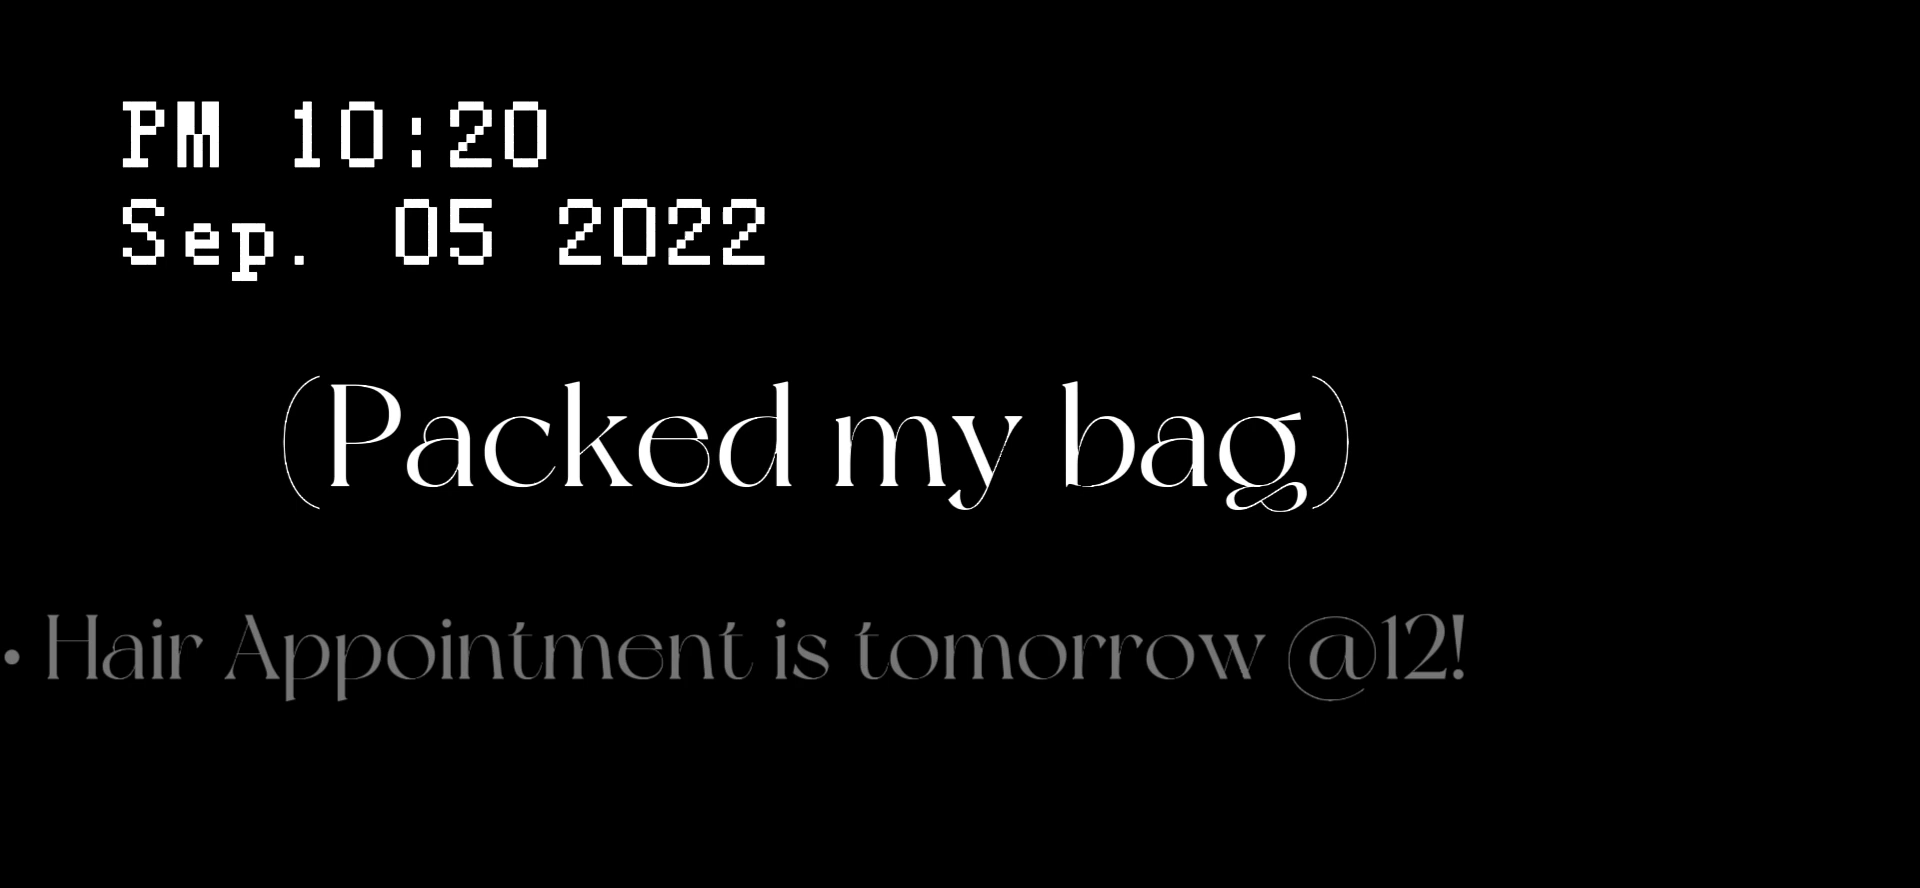 PM 10:20
Sep. 05 2022
(Packed my bag)
• Hair Appointment is tomorrow @12!